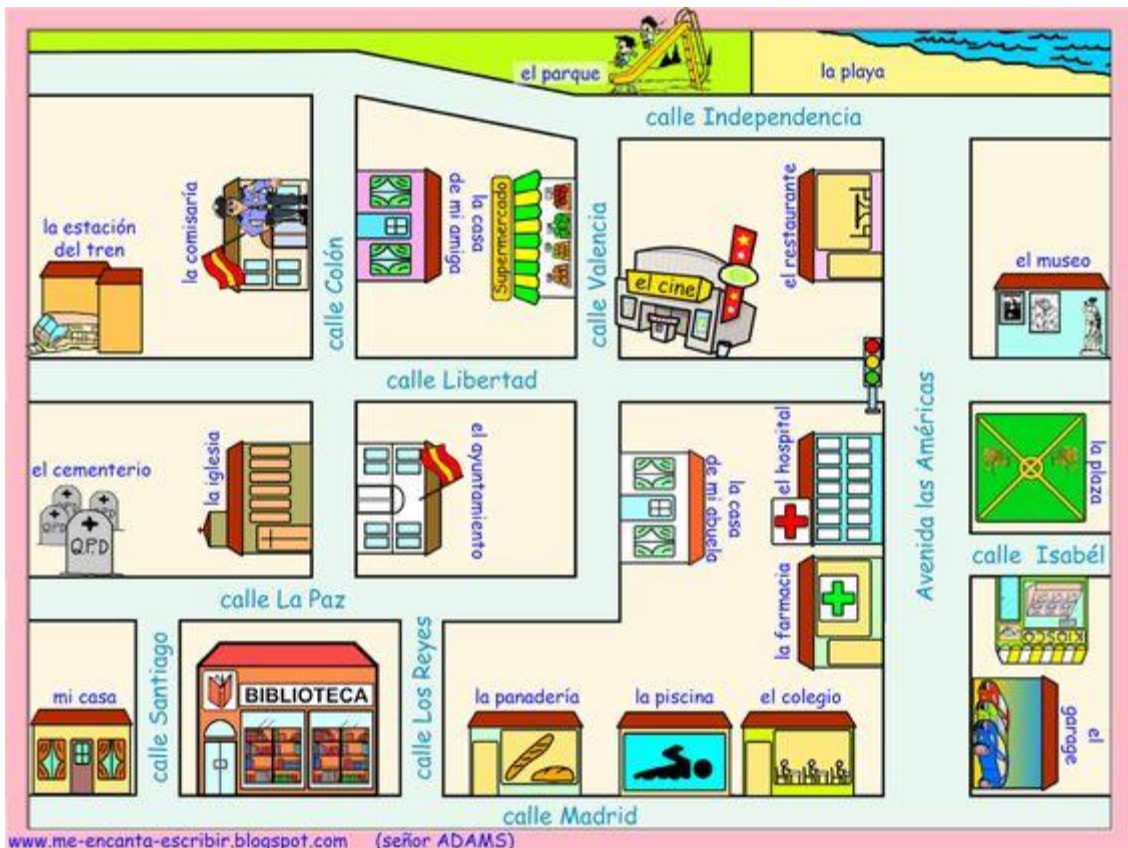 el parque
la playa
calle Independencia
la estación
del tren
la comisaría
calle Colón
la casa
de mi amiga
Supermercado
calle Valencia
el cine
el restaurante
el museo
calle Libertad
Avenida las Américas
el cementerio
Q.P.D
Q.P.D
la iglesia
el ayuntamiento
la casa
de mi abuela
el hospital
la plaza
calle Isabél
calle La Paz
la farmacia
KIOSCO
mi casa
calle Santiago
BIBLIOTECA
calle Los Reyes
la panadería
la piscina
el colegio
el
garage
calle Madrid
www.me-encanta-escribir.blogspot.com (señor ADAMS)